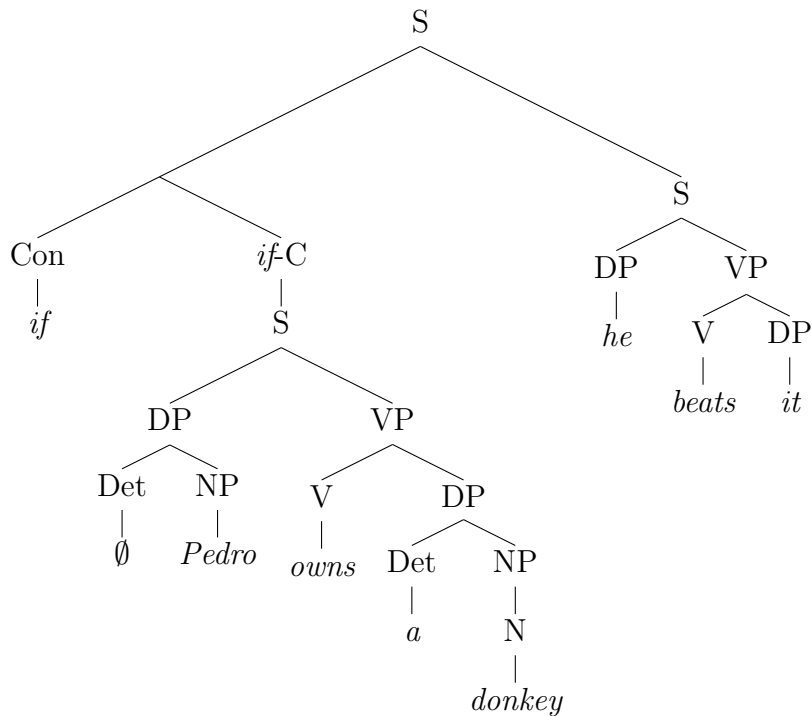 S
S
Con if-C DP VP
if S he V DP
beats it
DP VP
Det NP V DP
∅ Pedro owns Det NP
a N
donkey